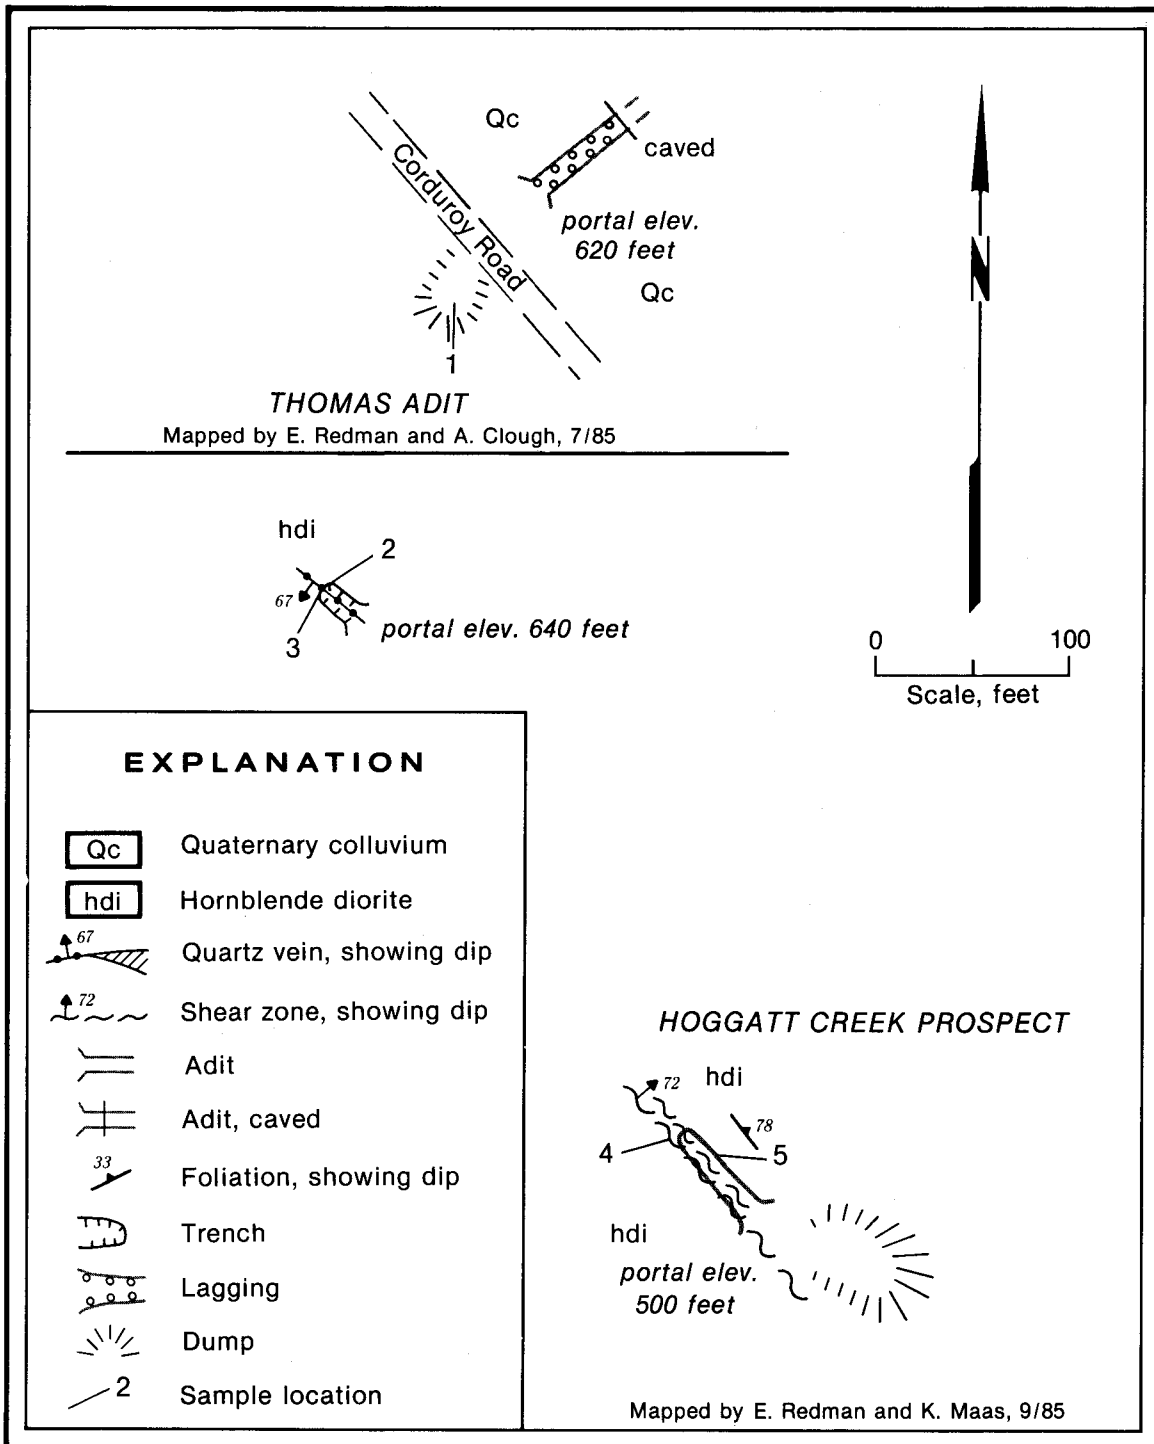 Qc
caved
Corduroy Road
portal elev.
620 feet
Qc
1
THOMAS ADIT
Mapped by E. Redman and A. Clough, 7/85
N
hdi
2
67
portal elev. 640 feet
3
0 100
Scale, feet
EXPLANATION
Qc Quaternary colluvium
hdi Hornblende diorite
67 Quartz vein, showing dip
72 Shear zone, showing dip
Adit
Adit, caved
33 Foliation, showing dip
Trench
Lagging
Dump
2 Sample location
HOGGATT CREEK PROSPECT
72 hdi
78
4 5
hdi
portal elev.
500 feet
Mapped by E. Redman and K. Maas, 9/85